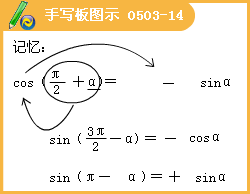 手写板图示 0503-14
记忆:
cos (π/2 + α) = - sinα
sin (3π/2 - α) = - cosα
sin (π - α) = + sinα